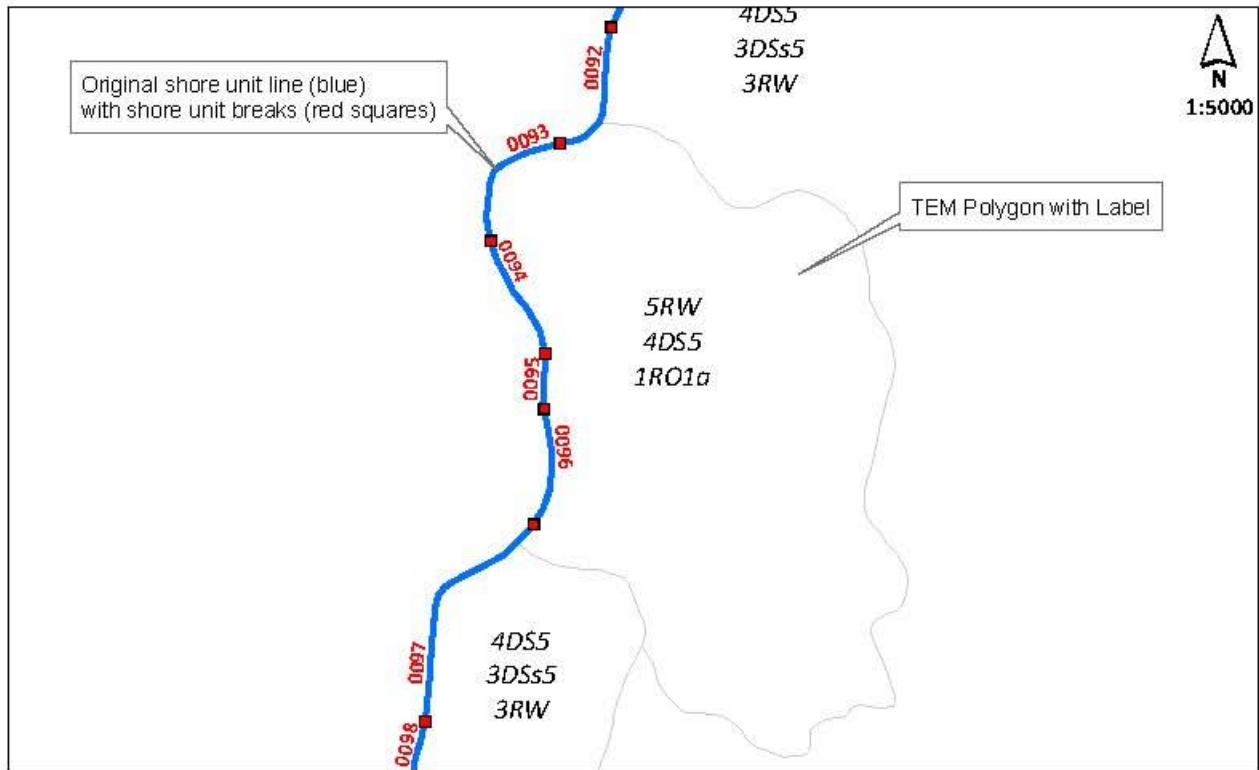 4DS5
3DSs5
3RW
N
1:5000
Original shore unit line (blue)
with shore unit breaks (red squares)
0092
0093
TEM Polygon with Label
0094
5RW
4DS5
1RO1a
0095
0096
4DS5
3DSs5
3RW
0097
0098